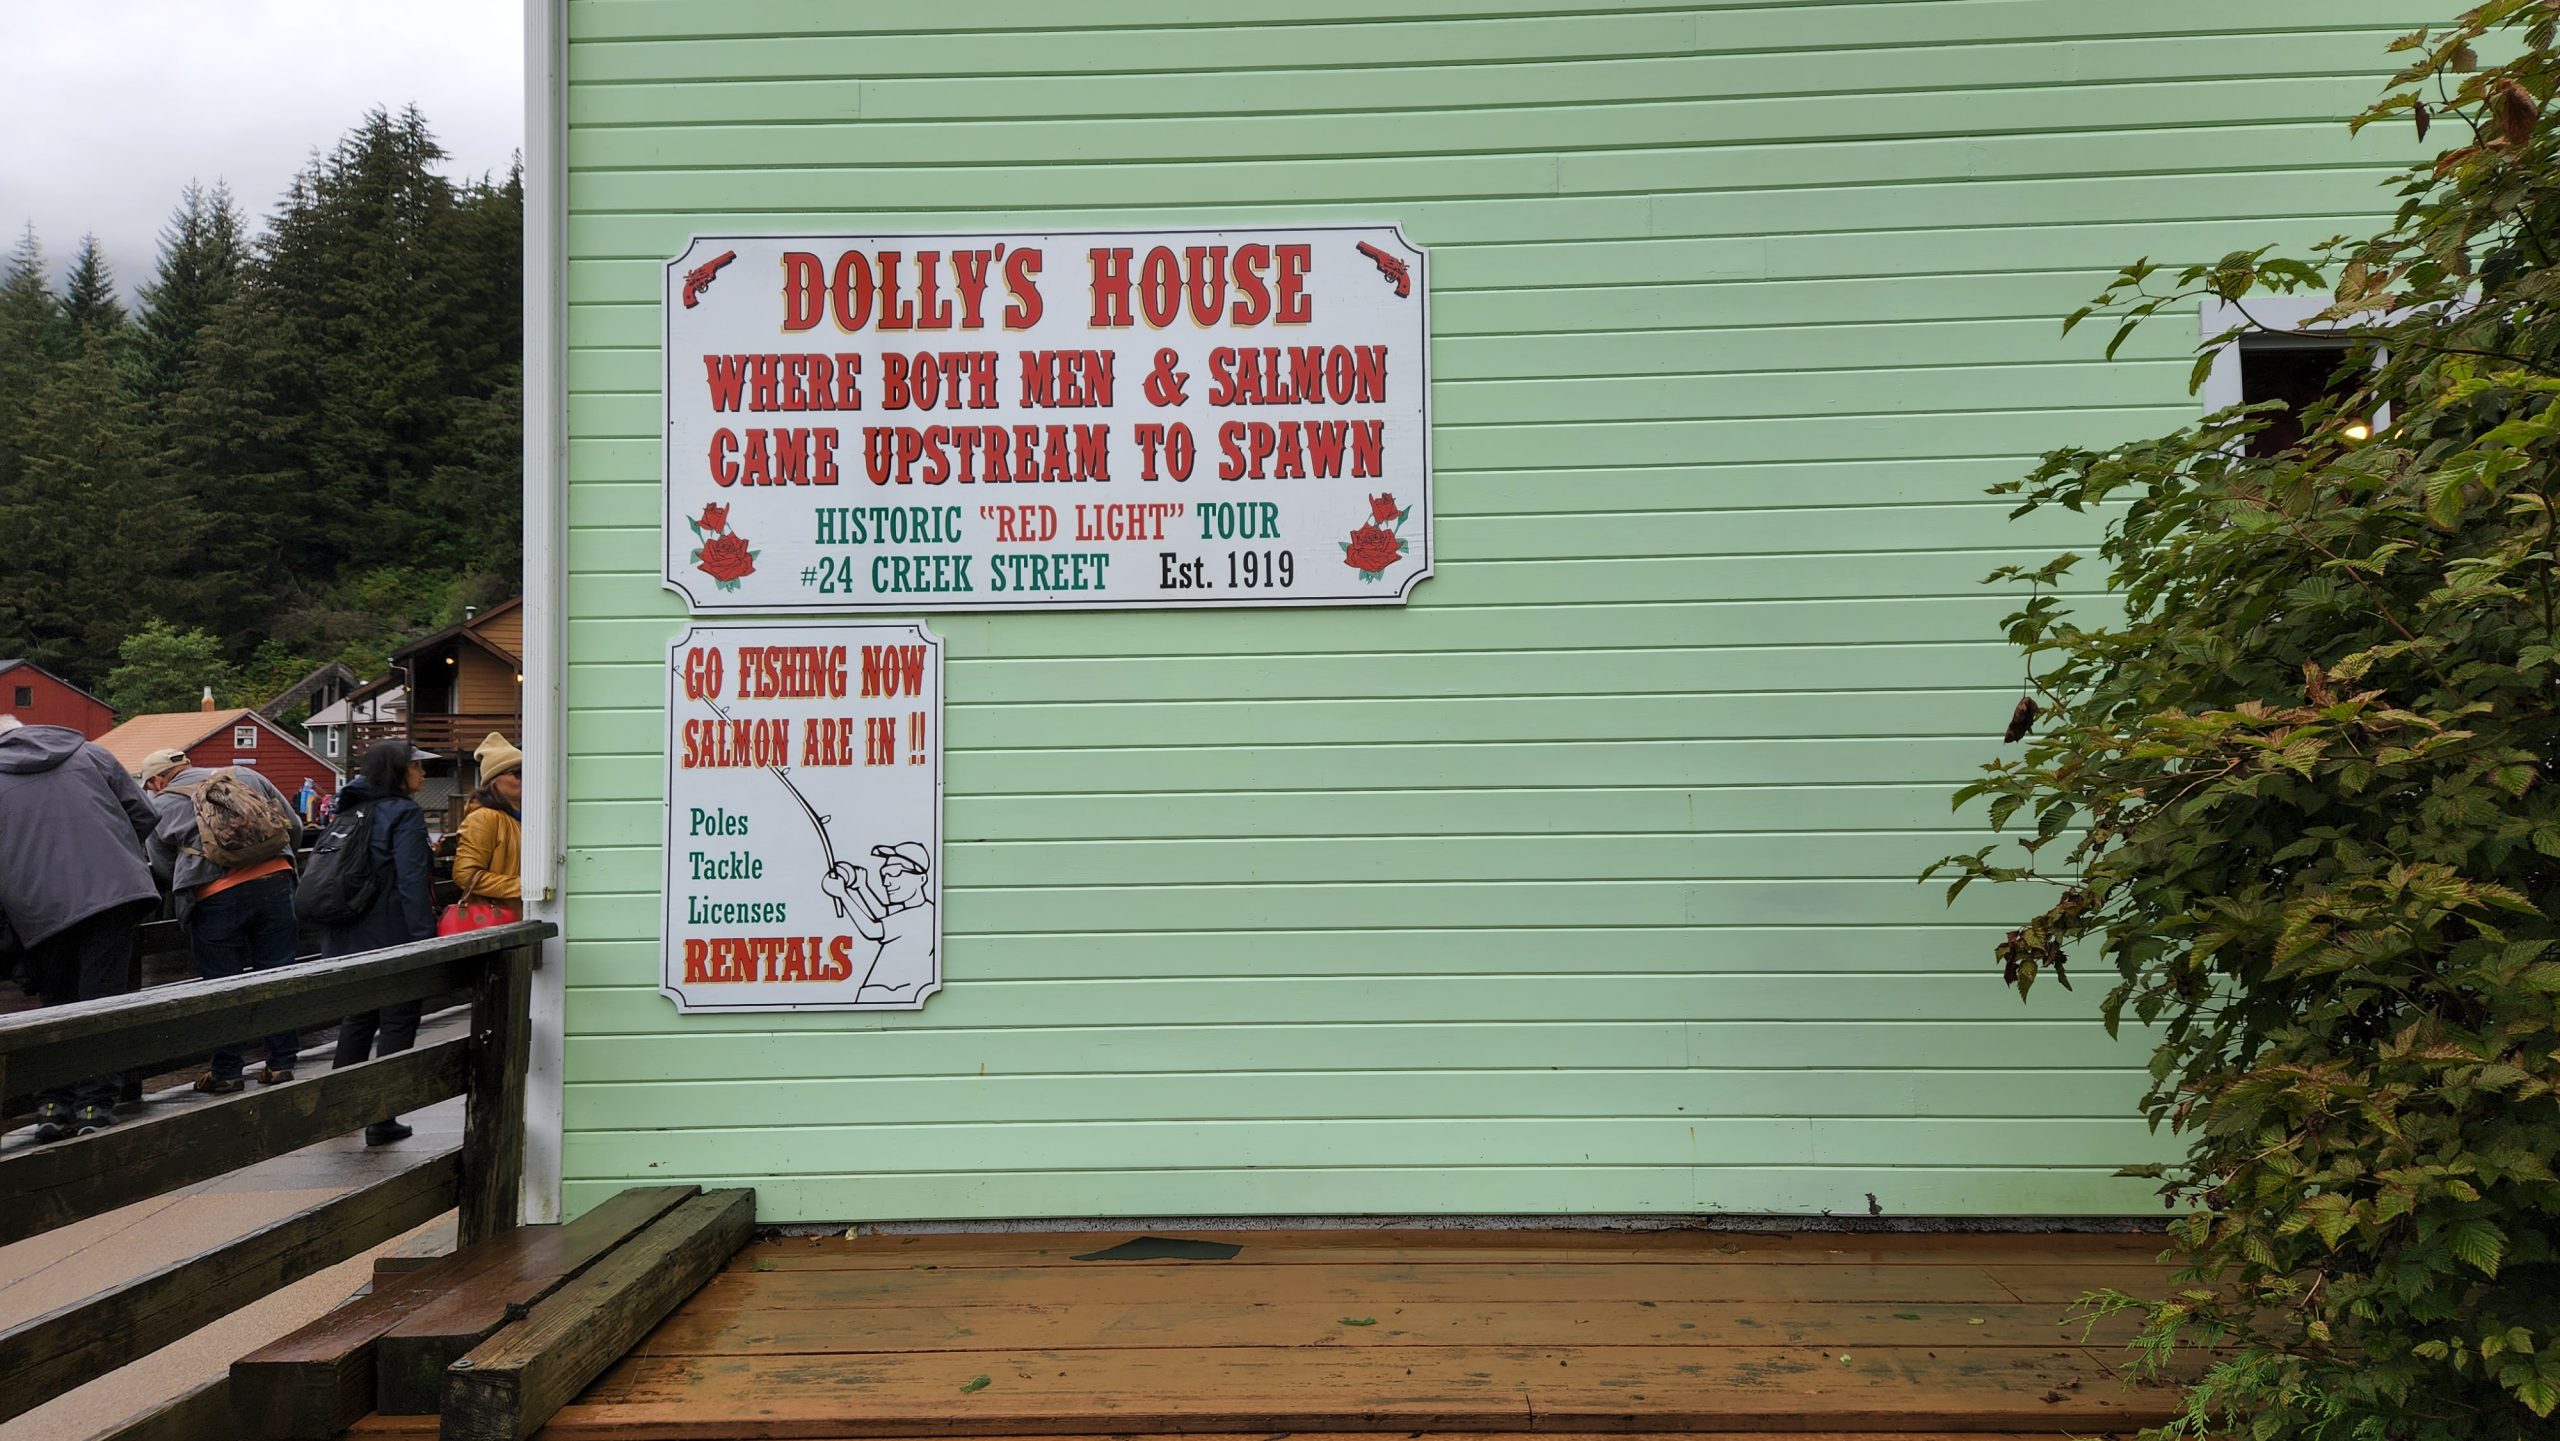 DOLLY'S HOUSE
WHERE BOTH MEN & SALMON
CAME UPSTREAM TO SPAWN
HISTORIC "RED LIGHT" TOUR
#24 CREEK STREET Est. 1919
GO FISHING NOW
SALMON ARE IN !!
Poles
Tackle
Licenses
RENTALS